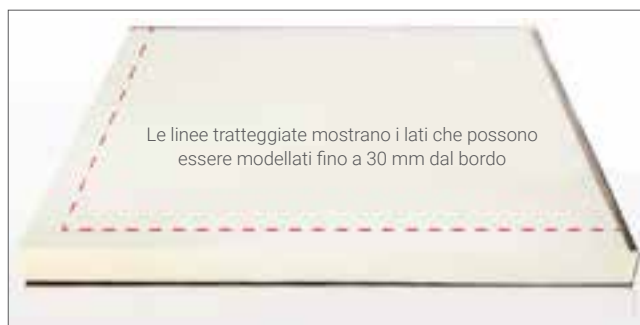 Le linee tratteggiate mostrano i lati che possono
essere modellati fino a 30 mm dal bordo